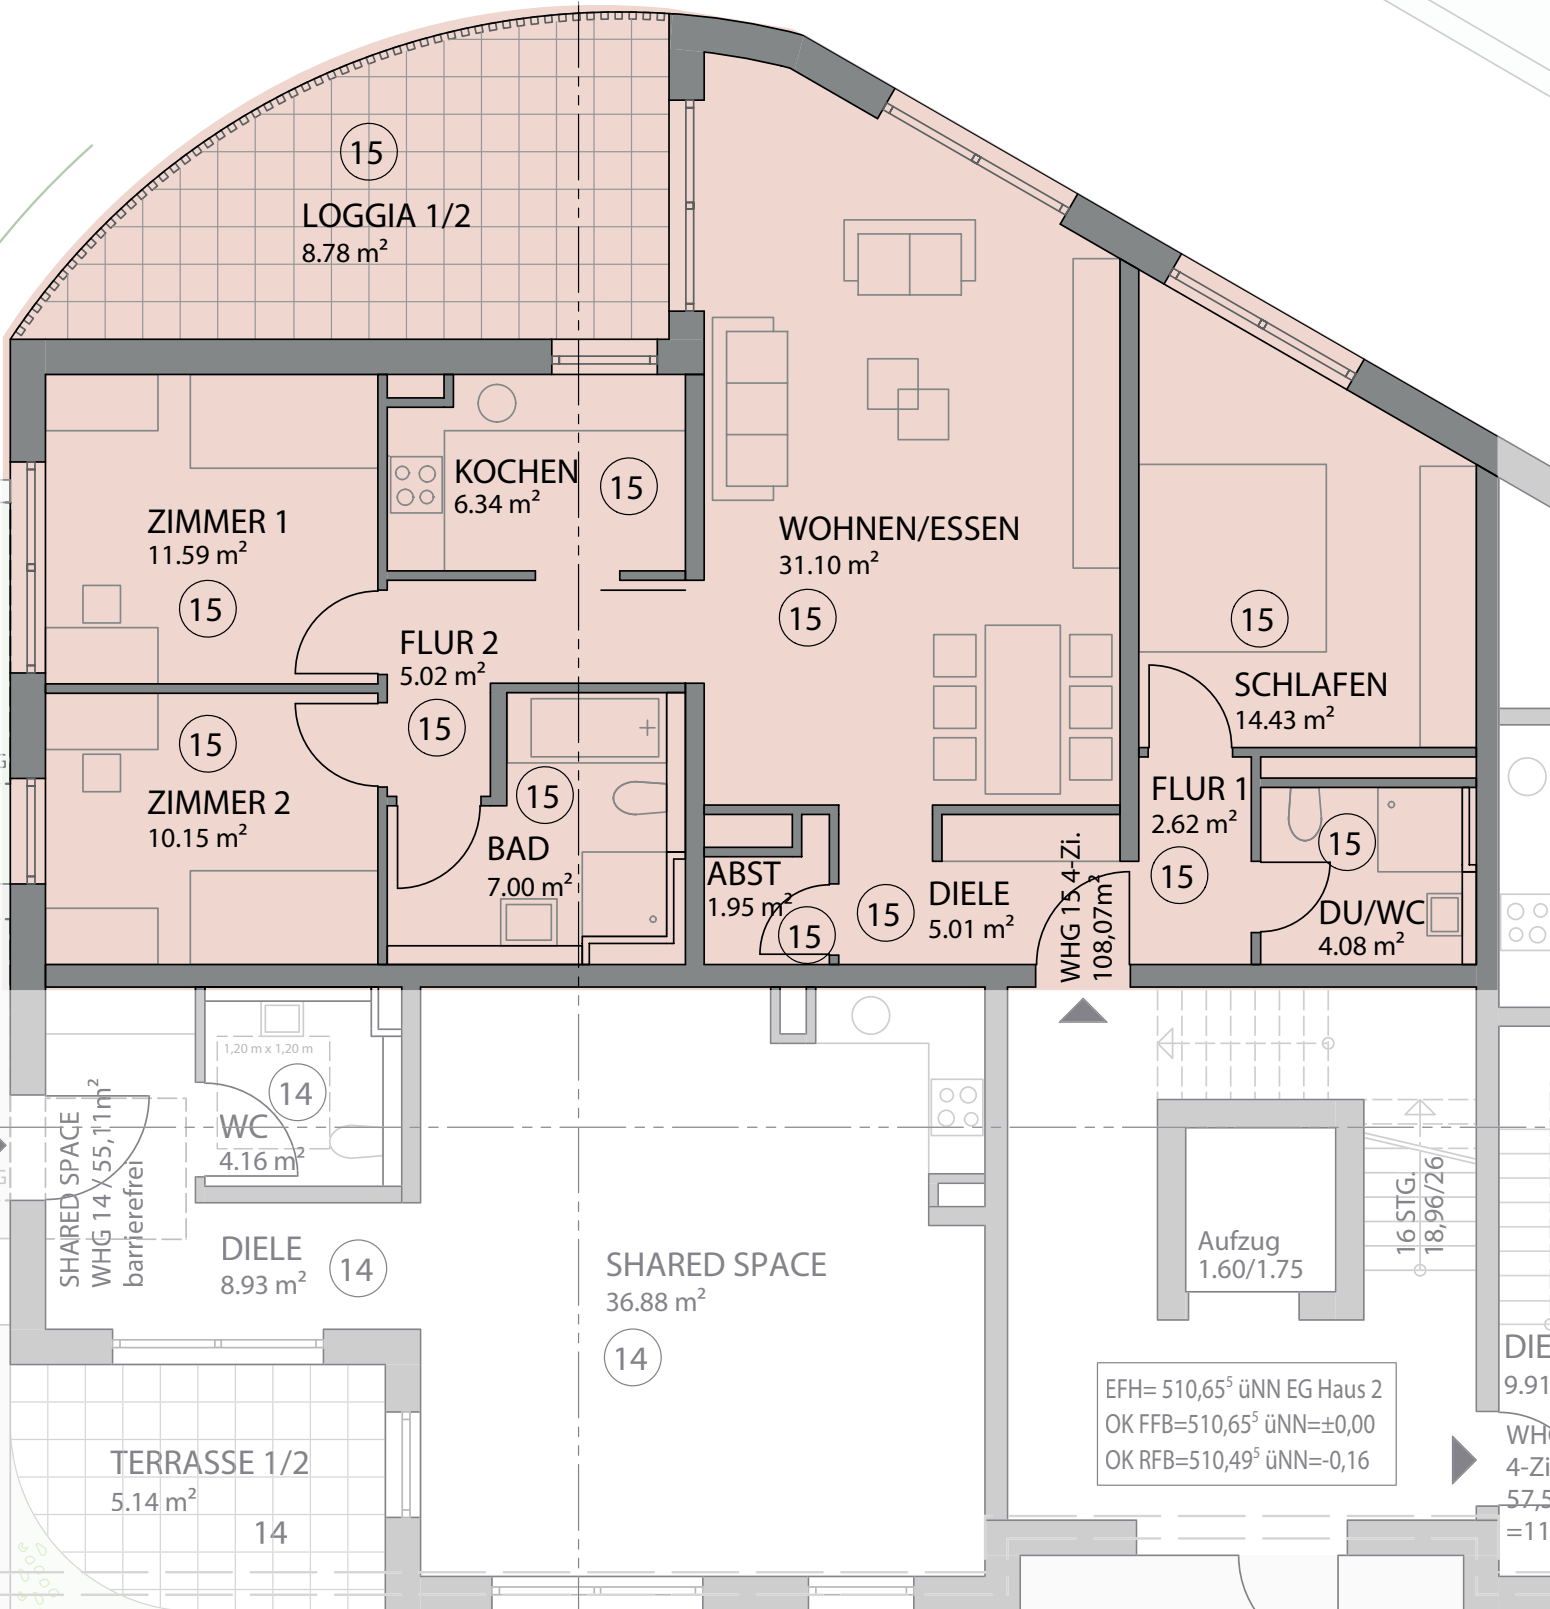 15
LOGGIA 1/2
8.78 m²
KOCHEN
6.34 m²
15
ZIMMER 1
11.59 m²
15
WOHNEN/ESSEN
31.10 m²
15
15
SCHLAFEN
14.43 m²
FLUR 2
5.02 m²
15
15
ZIMMER 2
10.15 m²
15
BAD
7.00 m²
ABST
1.95 m²
15
15
DIELE
5.01 m²
WHG 15 4-Zi.
108,07m²
FLUR 1
2.62 m²
15
15
DU/WC
4.08 m²
1,20 m x 1,20 m
14
WC
4.16 m²
SHARED SPACE
WHG 14 / 55,11m²
barrierefrei
DIELE
8.93 m²
14
SHARED SPACE
36.88 m²
14
Aufzug
1.60/1.75
16 STG.
18,96/26
EFH= 510,65⁵ üNN EG Haus 2
OK FFB=510,65⁵ üNN=±0,00
OK RFB=510,49⁵ üNN=-0,16
TERRASSE 1/2
5.14 m²
14
DIE
9.91
WH
4-Zi
57,5
=11